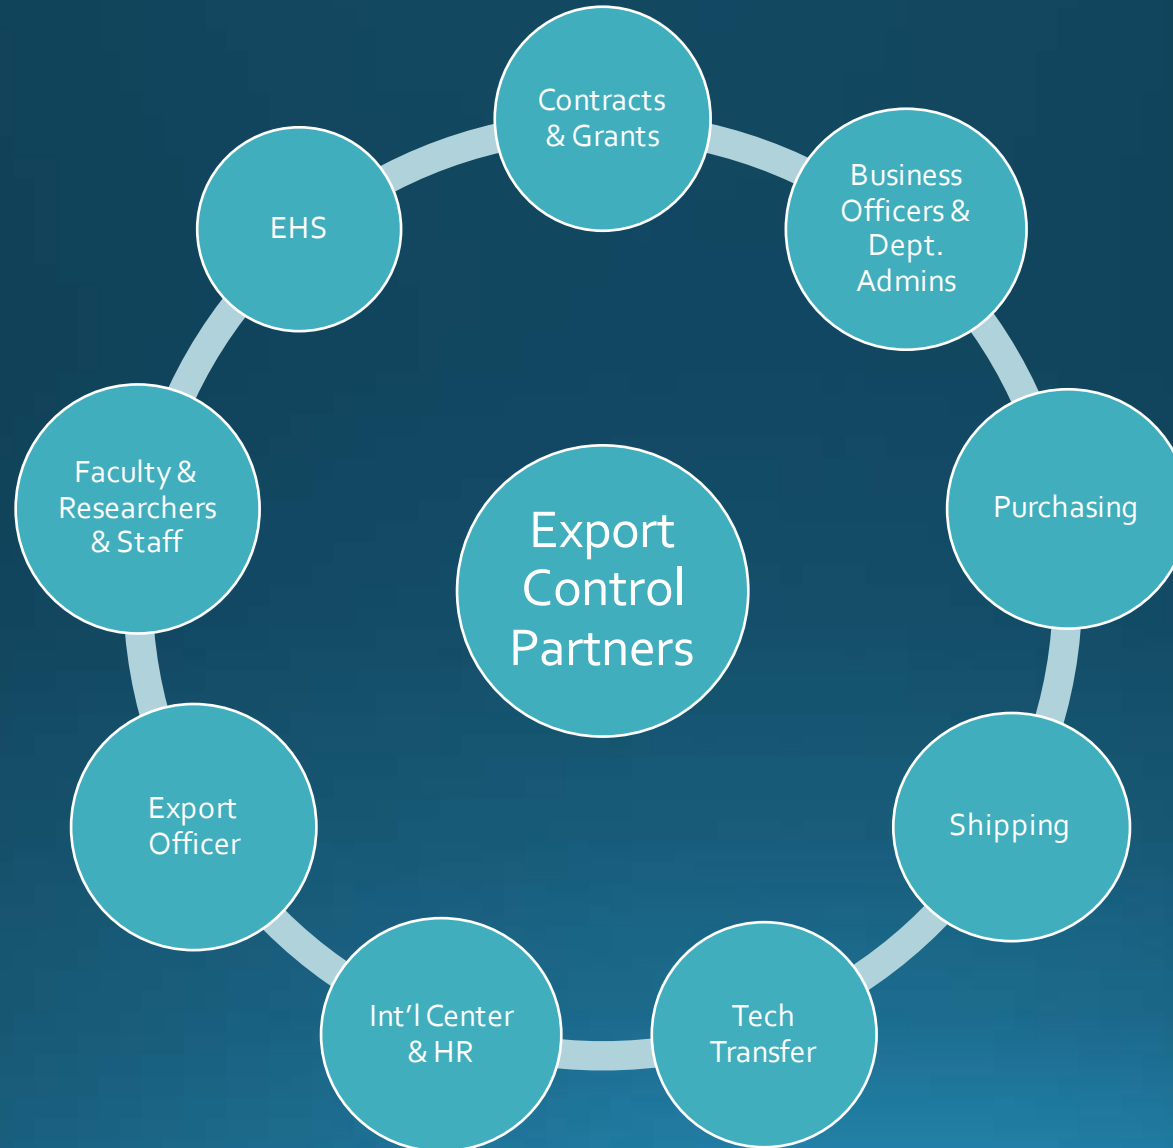 Contracts
& Grants
Business
Officers &
Dept.
Admins
EHS
Purchasing
Faculty &
Researchers
& Staff
Export
Control
Partners
Shipping
Export
Officer
Tech
Transfer
Int’l Center
& HR